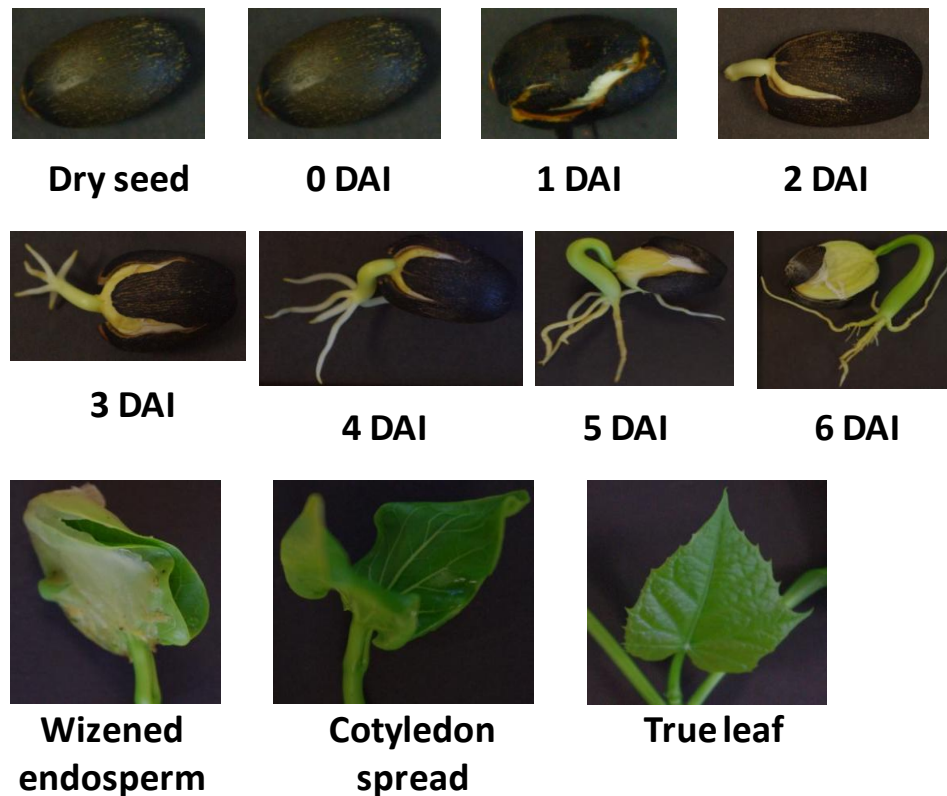 Dry seed
0 DAI
1 DAI
2 DAI
3 DAI
4 DAI
5 DAI
6 DAI
Wizened
endosperm
Cotyledon
spread
True leaf